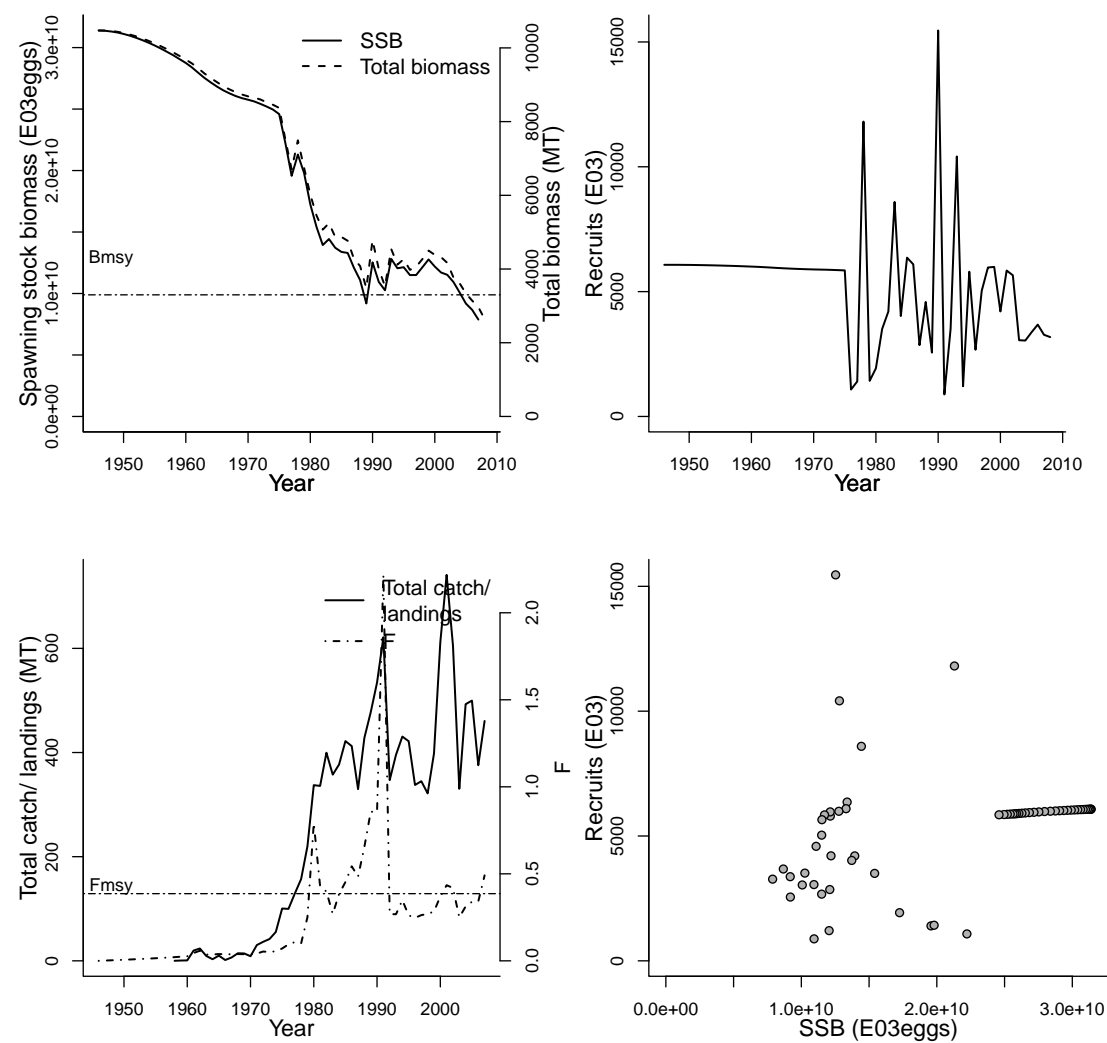 SSB
Total biomass
Spawning stock biomass (E03eggs)
0.0e+00
1.0e+10
2.0e+10
3.0e+10
Bmsy
Total biomass (MT)
0
2000
4000
6000
8000
10000
1950 1960 1970 1980 1990 2000 2010
Year
Recruits (E03)
0
5000
10000
15000
1950 1960 1970 1980 1990 2000 2010
Year
Total catch/
landings
F
Total catch/ landings (MT)
0
200
400
600
Fmsy
F
0.0
0.5
1.0
1.5
2.0
1950 1960 1970 1980 1990 2000
Year
Recruits (E03)
0
5000
10000
15000
0.0e+00 1.0e+10 2.0e+10 3.0e+10
SSB (E03eggs)